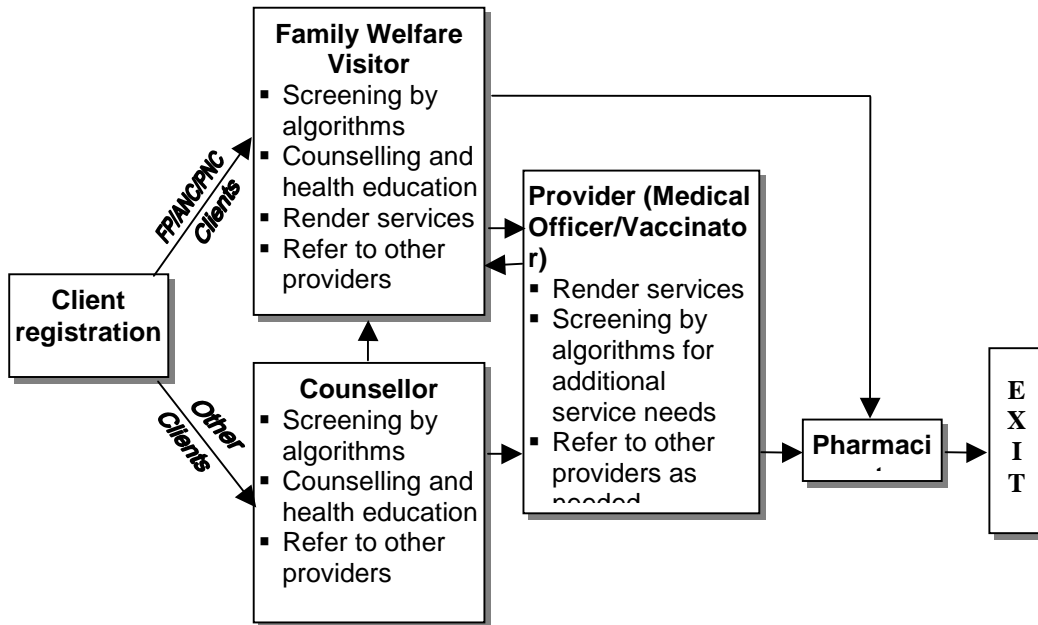 Client
registration
FP/ANC/PNC
Clients
Other
Clients
Family Welfare
Visitor
▪ Screening by
algorithms
▪ Counselling and
health education
▪ Render services
▪ Refer to other
providers
Counsellor
▪ Screening by
algorithms
▪ Counselling and
health education
▪ Refer to other
providers
Provider (Medical
Officer/Vaccinato
r)
▪ Render services
▪ Screening by
algorithms for
additional
service needs
▪ Refer to other
providers as
needed
Pharmaci
E
X
I
T